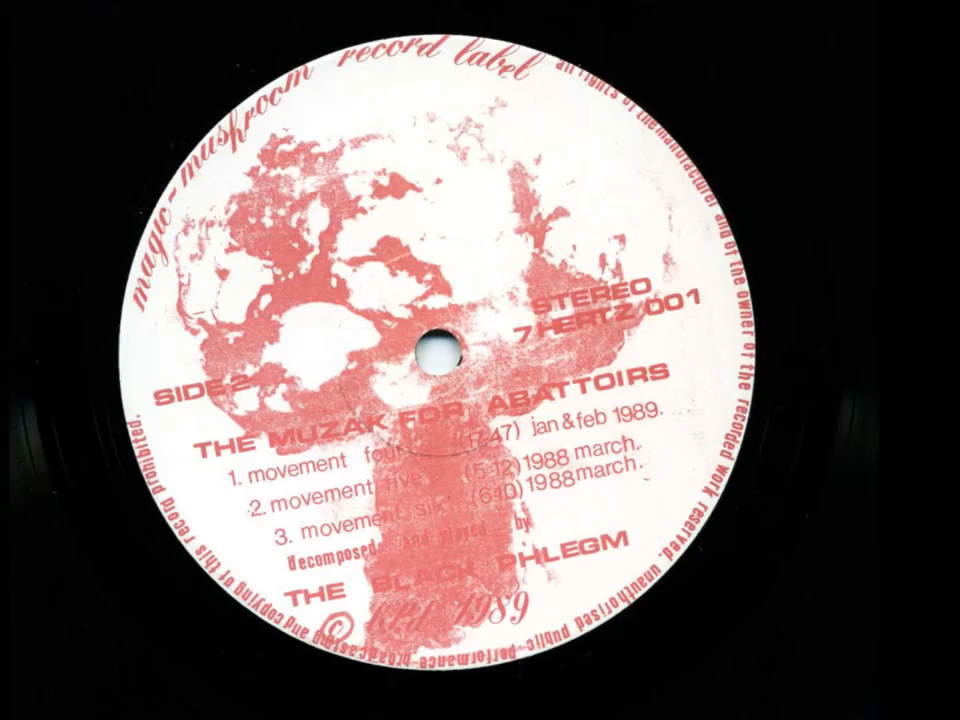 magic-mushroom record label
all rights of the manufacturer and of the owner of the recorded work reserved. unauthorised public performance broadcasting and copying of this record prohibited.
STEREO
7 HERTZ 001
SIDE 2
THE MUZAK FOR ABATTOIRS
1. movement four (17:47) jan & feb 1989.
2. movement five (5:12) 1988 march.
3. movement six (6:10) 1988 march.
decomposed and played by
THE BLACK PHLEGM
© 1989